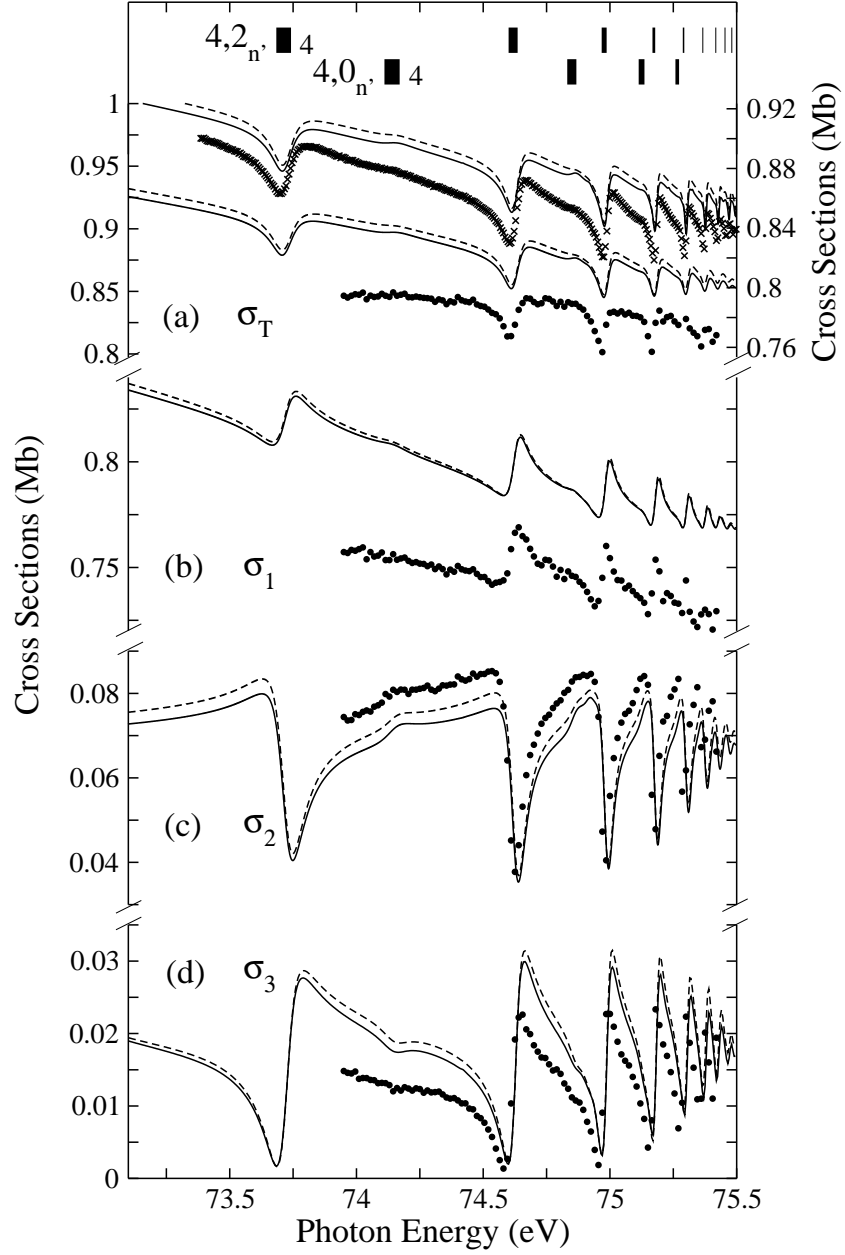 4,2n' 4
4,0n' 4
1
0.95
0.9
0.85
0.8
0.92
0.88
0.84
0.8
0.76
Cross Sections (Mb)
(a) σT
0.8
0.75
(b) σ1
Cross Sections (Mb)
0.08
0.06
0.04
(c) σ2
0.03
0.02
0.01
0
(d) σ3
73.5 74 74.5 75 75.5
Photon Energy (eV)